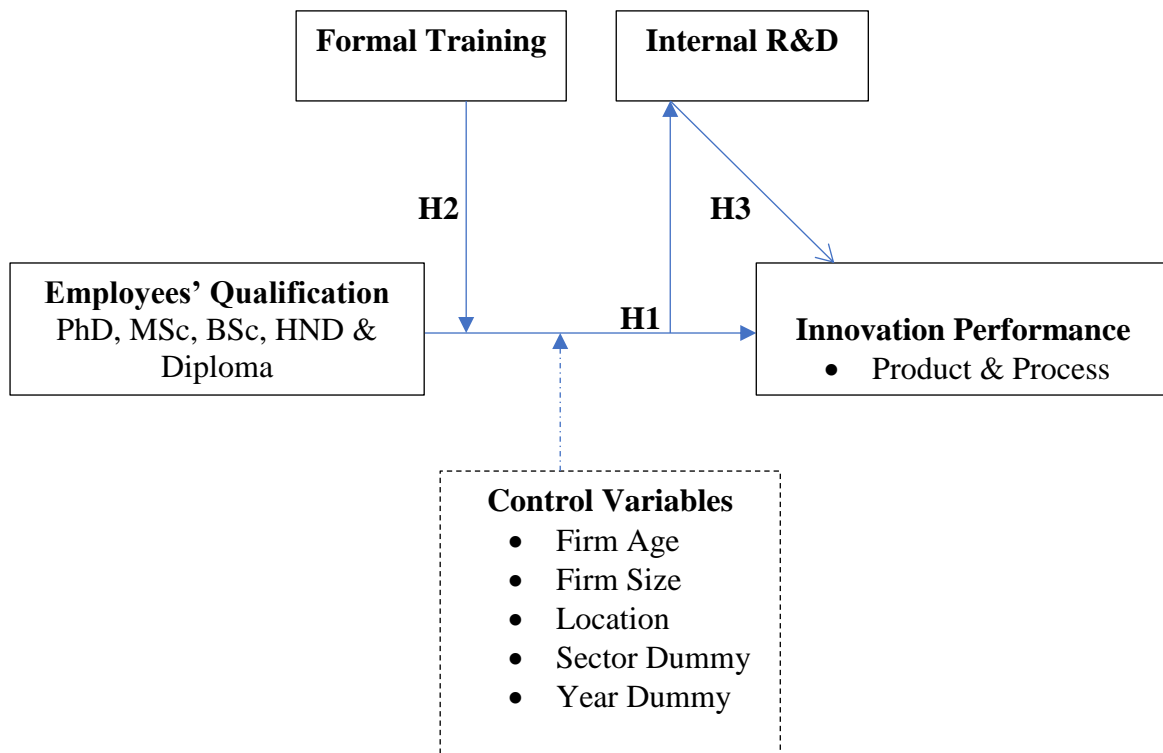 Formal Training
Internal R&D
H2
H3
Employees’ Qualification
PhD, MSc, BSc, HND &
Diploma
H1
Innovation Performance
• Product & Process
Control Variables
• Firm Age
• Firm Size
• Location
• Sector Dummy
• Year Dummy